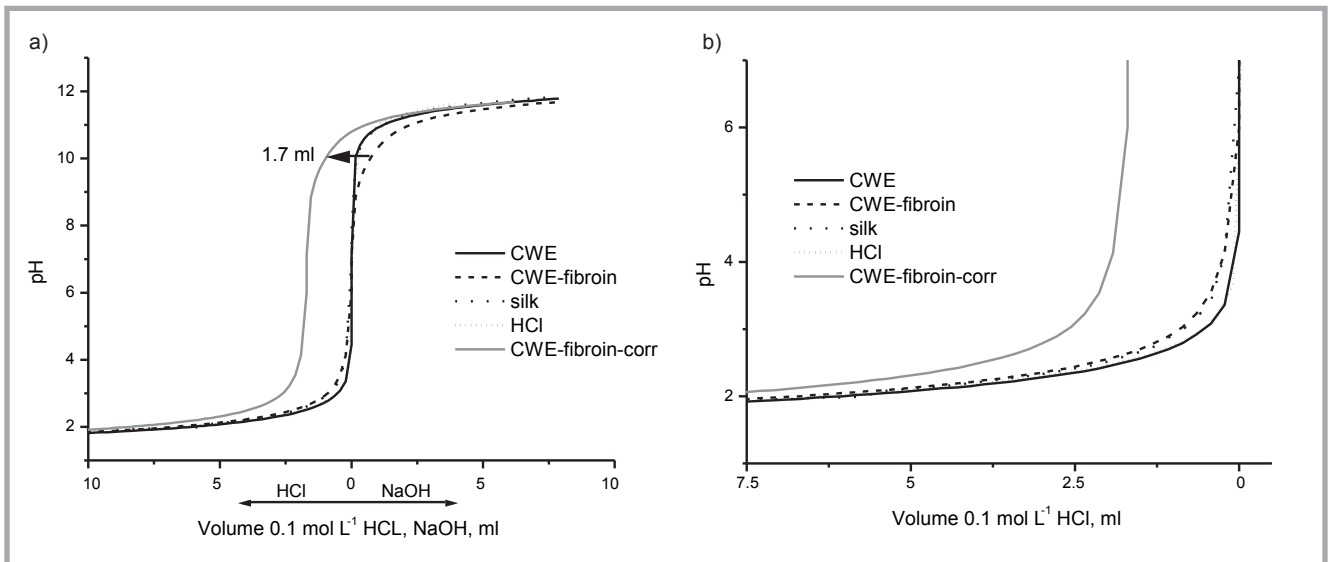 a)
12
10
8
6
4
2
pH
1.7 ml
CWE
CWE-fibroin
silk
HCl
CWE-fibroin-corr
10 5 0 5 10
HCl NaOH
Volume 0.1 mol L⁻¹ HCL, NaOH, ml
b)
6
4
2
pH
CWE
CWE-fibroin
silk
HCl
CWE-fibroin-corr
7.5 5 2.5 0
Volume 0.1 mol L⁻¹ HCl, ml